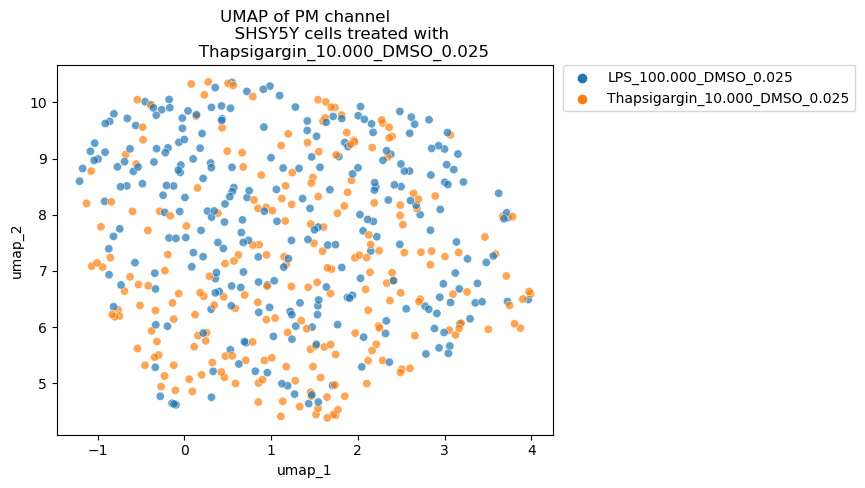 UMAP of PM channel
SHSY5Y cells treated with
Thapsigargin_10.000_DMSO_0.025
LPS_100.000_DMSO_0.025
Thapsigargin_10.000_DMSO_0.025
umap_2
10
9
8
7
6
5
−1
0
1
2
3
4
umap_1